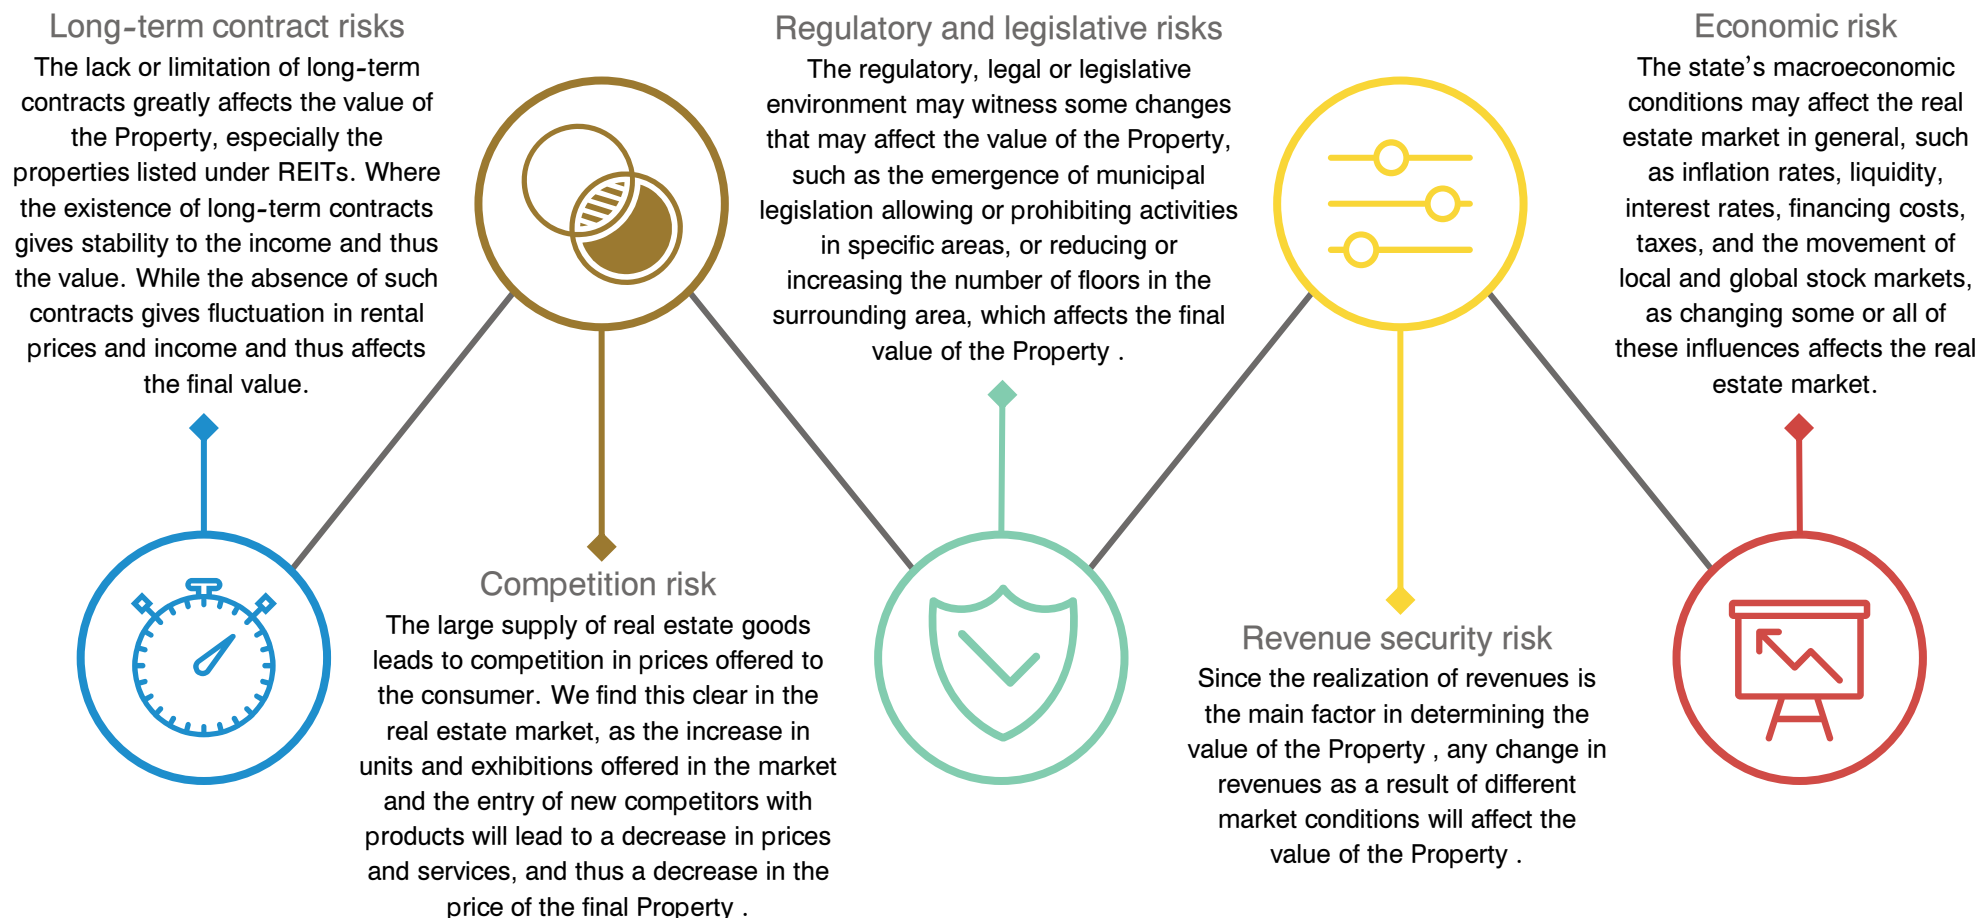 Long-term contract risks
The lack or limitation of long-term
contracts greatly affects the value of
the Property, especially the
properties listed under REITs. Where
the existence of long-term contracts
gives stability to the income and thus
the value. While the absence of such
contracts gives fluctuation in rental
prices and income and thus affects
the final value.
Competition risk
The large supply of real estate goods
leads to competition in prices offered to
the consumer. We find this clear in the
real estate market, as the increase in
units and exhibitions offered in the market
and the entry of new competitors with
products will lead to a decrease in prices
and services, and thus a decrease in the
price of the final Property .
Regulatory and legislative risks
The regulatory, legal or legislative
environment may witness some changes
that may affect the value of the Property,
such as the emergence of municipal
legislation allowing or prohibiting activities
in specific areas, or reducing or
increasing the number of floors in the
surrounding area, which affects the final
value of the Property .
Revenue security risk
Since the realization of revenues is
the main factor in determining the
value of the Property , any change in
revenues as a result of different
market conditions will affect the
value of the Property .
Economic risk
The state’s macroeconomic
conditions may affect the real
estate market in general, such
as inflation rates, liquidity,
interest rates, financing costs,
taxes, and the movement of
local and global stock markets,
as changing some or all of
these influences affects the real
estate market.